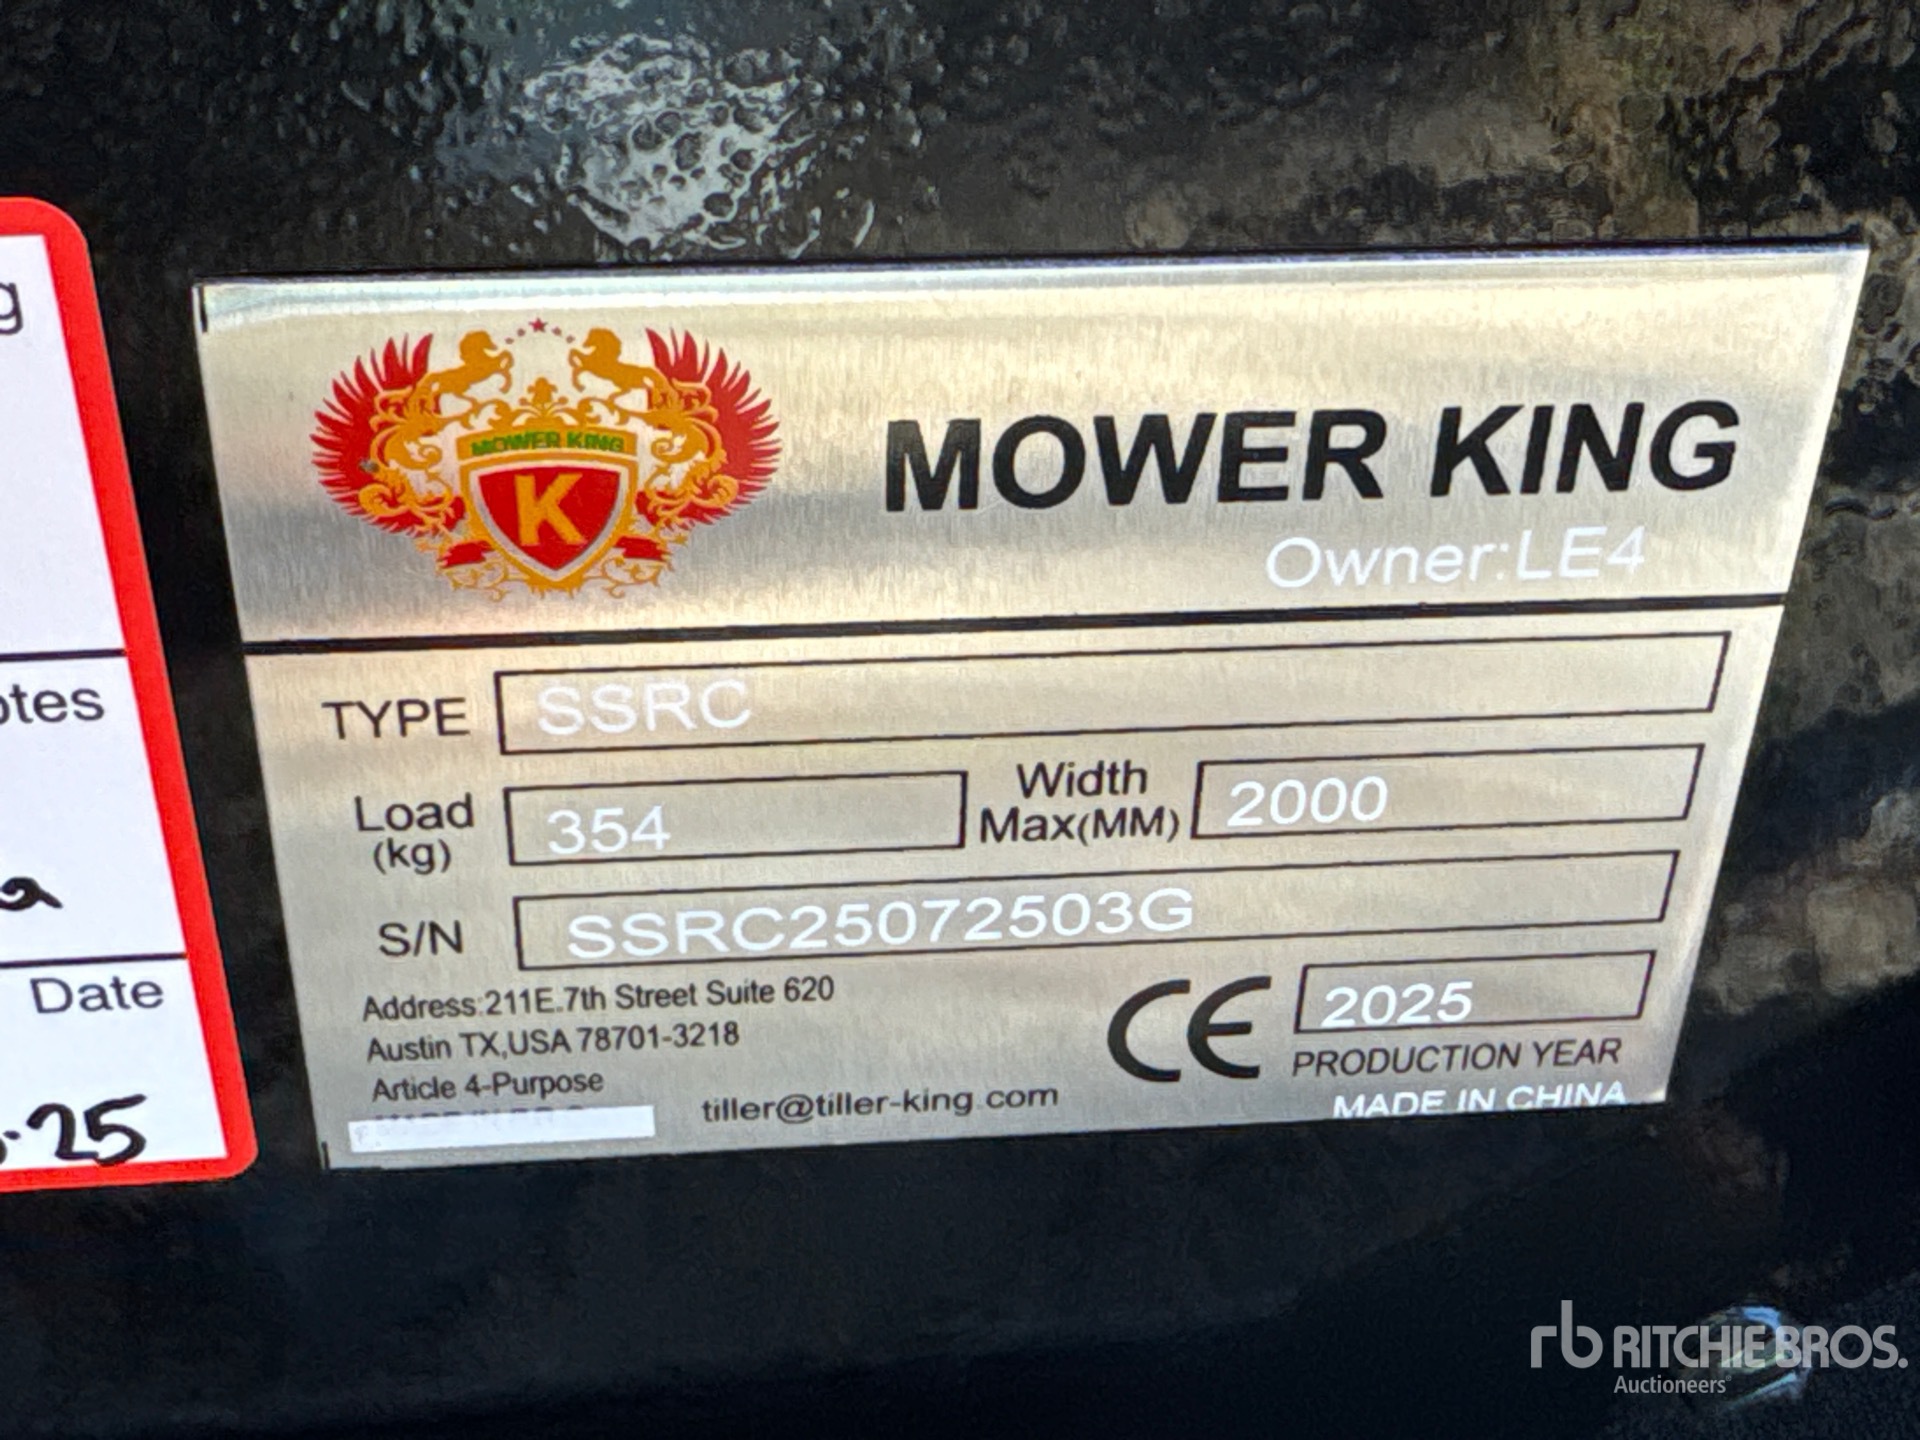 g
otes
a
Date
25
MOWER KING
K
MOWER KING
Owner:LE4
TYPE SSRC
Load (kg) 354 Width Max(MM) 2000
S/N SSRC25072503G
Address:211E.7th Street Suite 620
Austin TX,USA 78701-3218
Article 4-Purpose
tiller@tiller-king.com
CE 2025
PRODUCTION YEAR
MADE IN CHINA
rb RITCHIE BROS.
Auctioneers